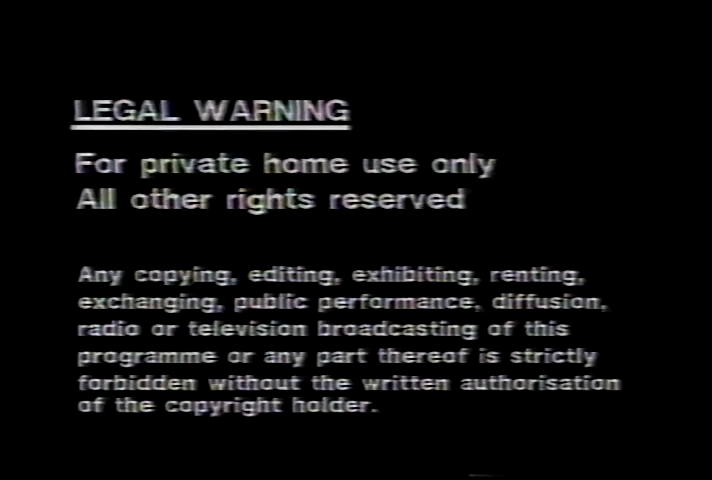 LEGAL WARNING
For private home use only
All other rights reserved
Any copying, editing, exhibiting, renting,
exchanging, public performance, diffusion,
radio or television broadcasting of this
programme or any part thereof is strictly
forbidden without the written authorisation
of the copyright holder.